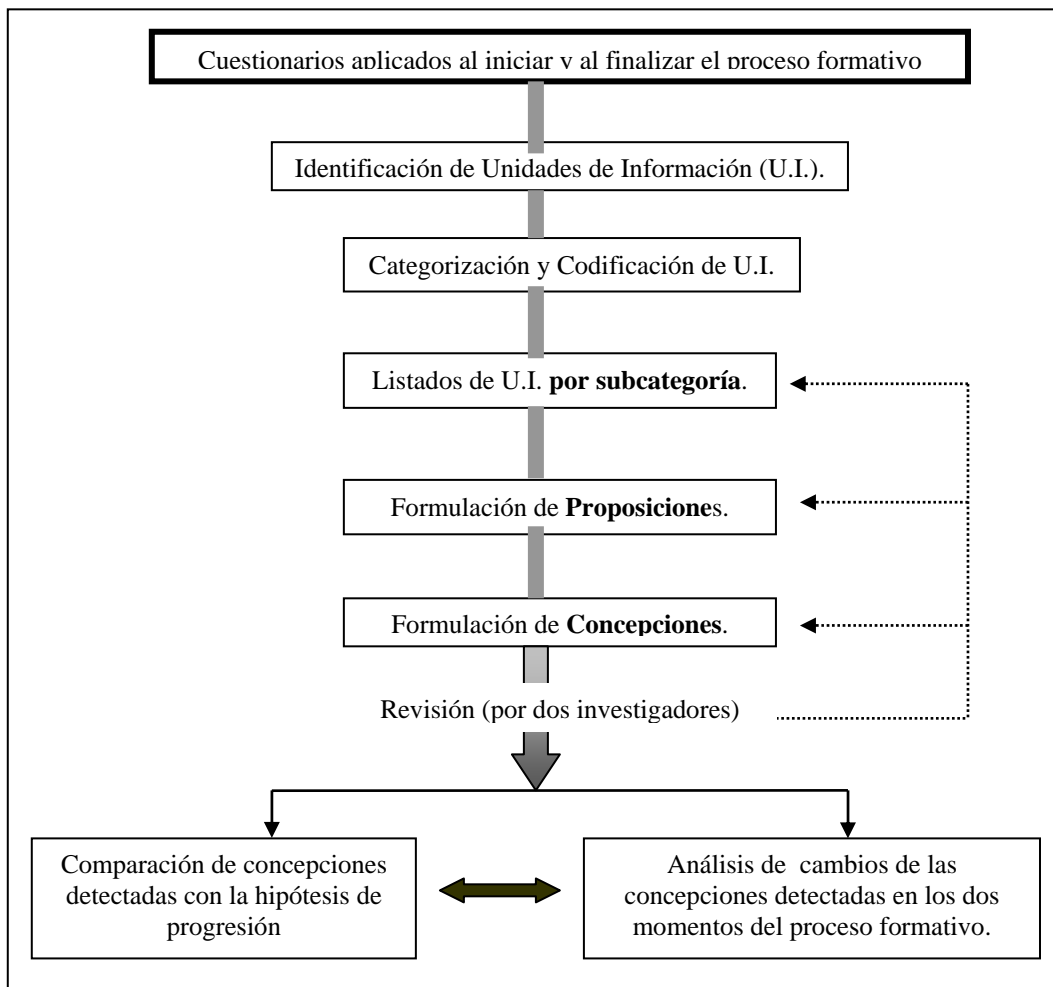 Cuestionarios aplicados al iniciar y al finalizar el proceso formativo
Identificación de Unidades de Información (U.I.).
Categorización y Codificación de U.I.
Listados de U.I. por subcategoría.
Formulación de Proposiciones.
Formulación de Concepciones.
Revisión (por dos investigadores)
Comparación de concepciones
detectadas con la hipótesis de
progresión
Análisis de cambios de las
concepciones detectadas en los dos
momentos del proceso formativo.